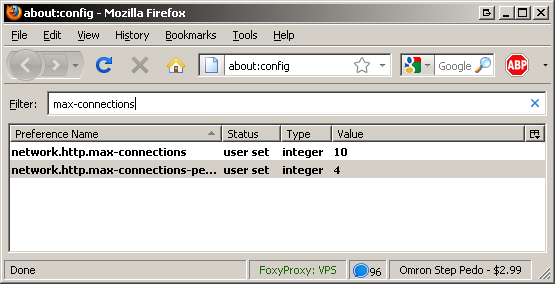 about:config - Mozilla Firefox
File Edit View History Bookmarks Tools Help
about:config Google ABP
Filter: max-connections
Preference Name Status Type Value
network.http.max-connections user set integer 10
network.http.max-connections-pe... user set integer 4
Done FoxyProxy: VPS 96 Omron Step Pedo - $2.99